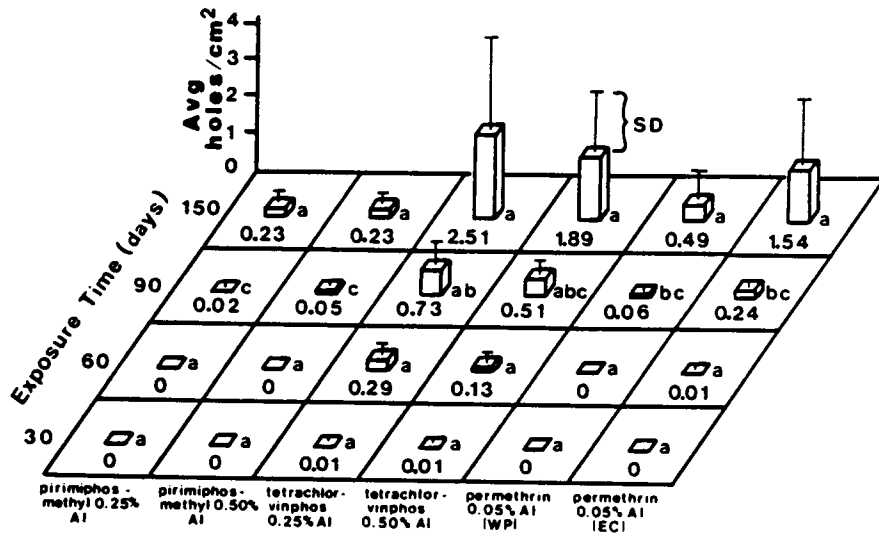 4
3
2
1
0
Avg
holes/cm²
SD
Exposure Time (days)
150
a a a a a a
0.23 0.23 2.51 1.89 0.49 1.54
90
c c ab abc bc bc
0.02 0.05 0.73 0.51 0.06 0.24
60
a a a a a a
0 0 0.29 0.13 0 0.01
30
a a a a a a
0 0 0.01 0.01 0 0
pirimiphos-
methyl 0.25%
AI
pirimiphos-
methyl 0.50%
AI
tetrachlor-
vinphos
0.25% AI
tetrachlor-
vinphos
0.50% AI
permethrin
0.05% AI
(WP)
permethrin
0.05% AI
(EC)